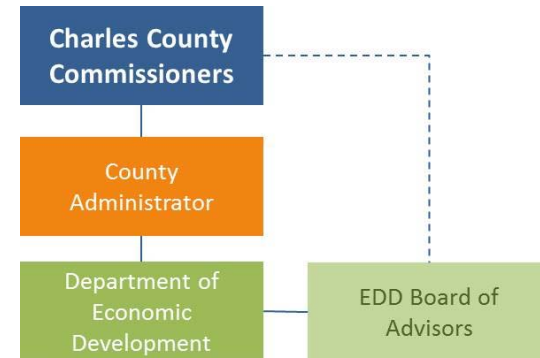 Charles County
Commissioners
County
Administrator
Department of
Economic
Development
EDD Board of
Advisors